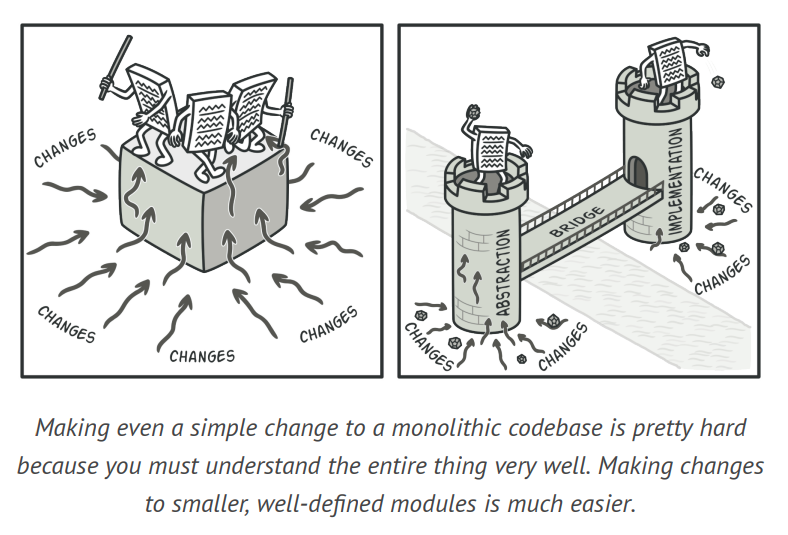 CHANGES
CHANGES
CHANGES
CHANGES
CHANGES
ABSTRACTION
BRIDGE
IMPLEMENTATION
CHANGES
CHANGES
CHANGES
CHANGES
Making even a simple change to a monolithic codebase is pretty hard
because you must understand the entire thing very well. Making changes
to smaller, well-defined modules is much easier.